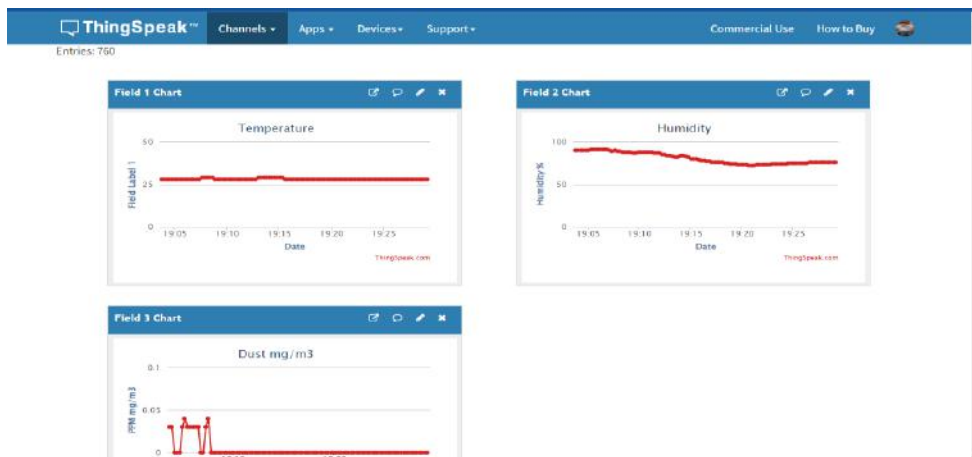 ThingSpeak™ Channels Apps Devices Support Commercial Use How to Buy
Entries: 760
Field 1 Chart
Temperature
50
25
0
Field Label 1
19:05 19:10 19:15 19:20 19:25
Date
ThingSpeak.com
Field 2 Chart
Humidity
100
50
0
Humidity %
19:05 19:10 19:15 19:20 19:25
Date
ThingSpeak.com
Field 3 Chart
Dust mg/m3
0.1
0.05
0
PPM mg/m3